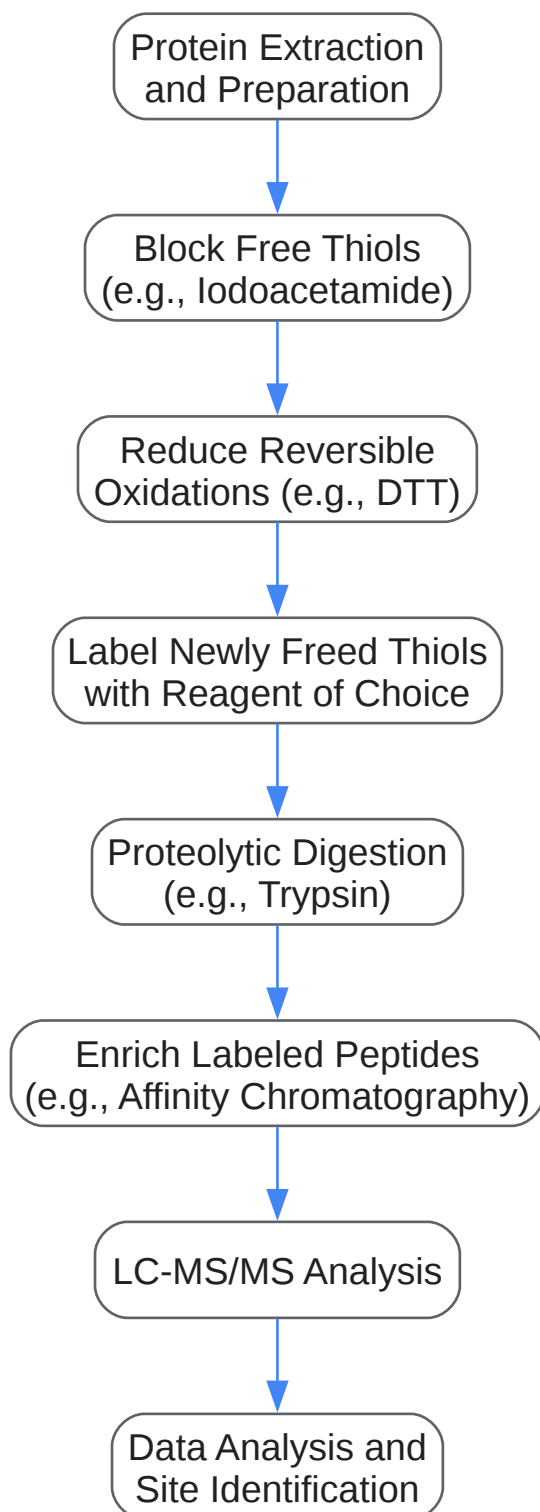 Protein Extraction
and Preparation
Block Free Thiols
(e.g., Iodoacetamide)
Reduce Reversible
Oxidations (e.g., DTT)
Label Newly Freed Thiols
with Reagent of Choice
Proteolytic Digestion
(e.g., Trypsin)
Enrich Labeled Peptides
(e.g., Affinity Chromatography)
LC-MS/MS Analysis
Data Analysis and
Site Identification